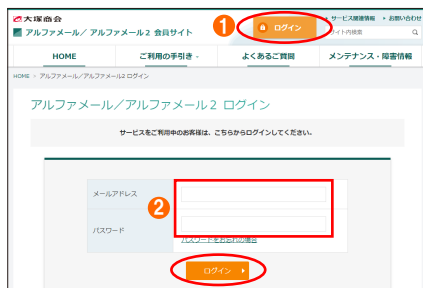 大塚商会
アルファメール／アルファメール2 会員サイト
1
ログイン
サービス関連情報
お問い合わせ
サイト内検索
HOME
ご利用の手引き
よくあるご質問
メンテナンス・障害情報
HOME > アルファメール/アルファメール2 ログイン
アルファメール／アルファメール2 ログイン
サービスをご利用中のお客様は、こちらからログインしてください。
メールアドレス
2
パスワード
パスワードをお忘れの場合
ログイン